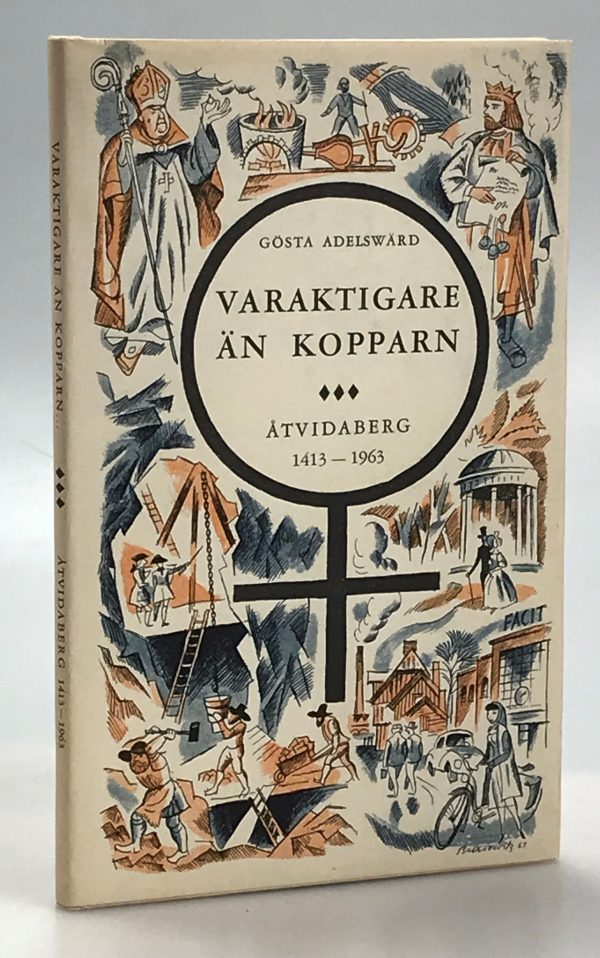 GÖSTA ADELSWÄRD
VARAKTIGARE
ÄN KOPPARN
ÅTVIDABERG
1413 — 1963
FACIT
VARAKTIGARE ÄN KOPPARN...
ÅTVIDABERG 1413 — 1963